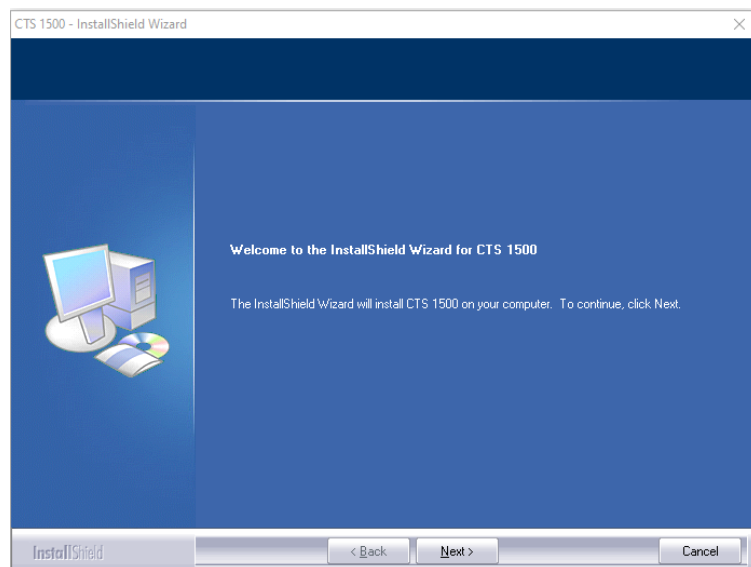 CTS 1500 - InstallShield Wizard
Welcome to the InstallShield Wizard for CTS 1500
The InstallShield Wizard will install CTS 1500 on your computer. To continue, click Next.
InstallShield
< Back
Next >
Cancel